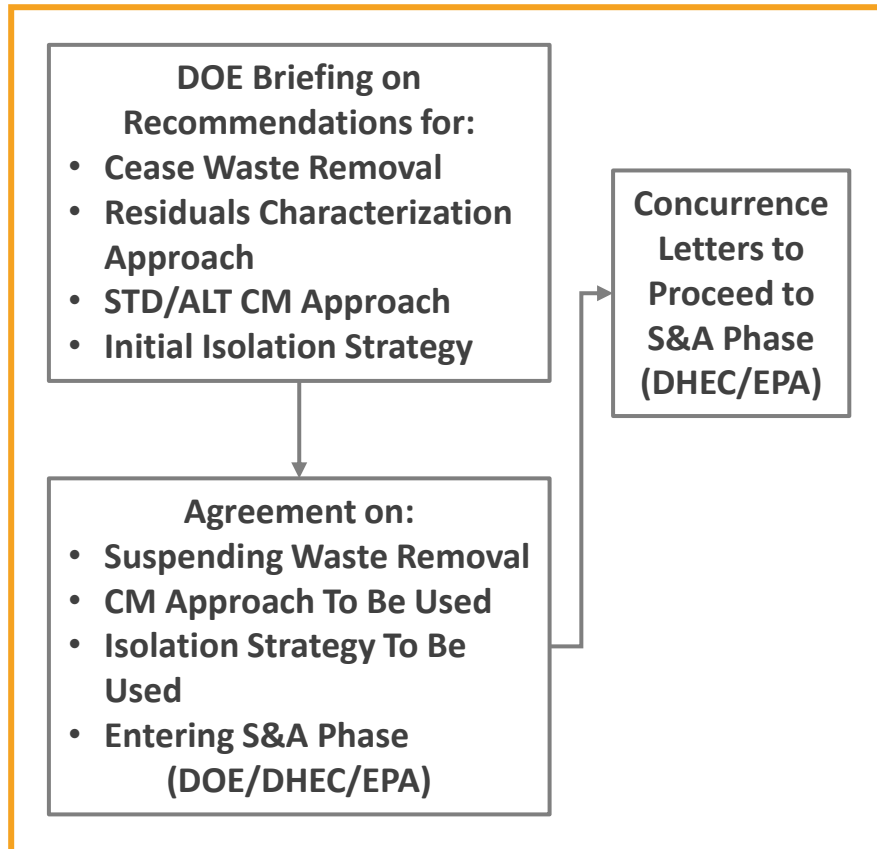 DOE Briefing on
Recommendations for:
• Cease Waste Removal
• Residuals Characterization
Approach
• STD/ALT CM Approach
• Initial Isolation Strategy
Agreement on:
• Suspending Waste Removal
• CM Approach To Be Used
• Isolation Strategy To Be
Used
• Entering S&A Phase
(DOE/DHEC/EPA)
Concurrence
Letters to
Proceed to
S&A Phase
(DHEC/EPA)